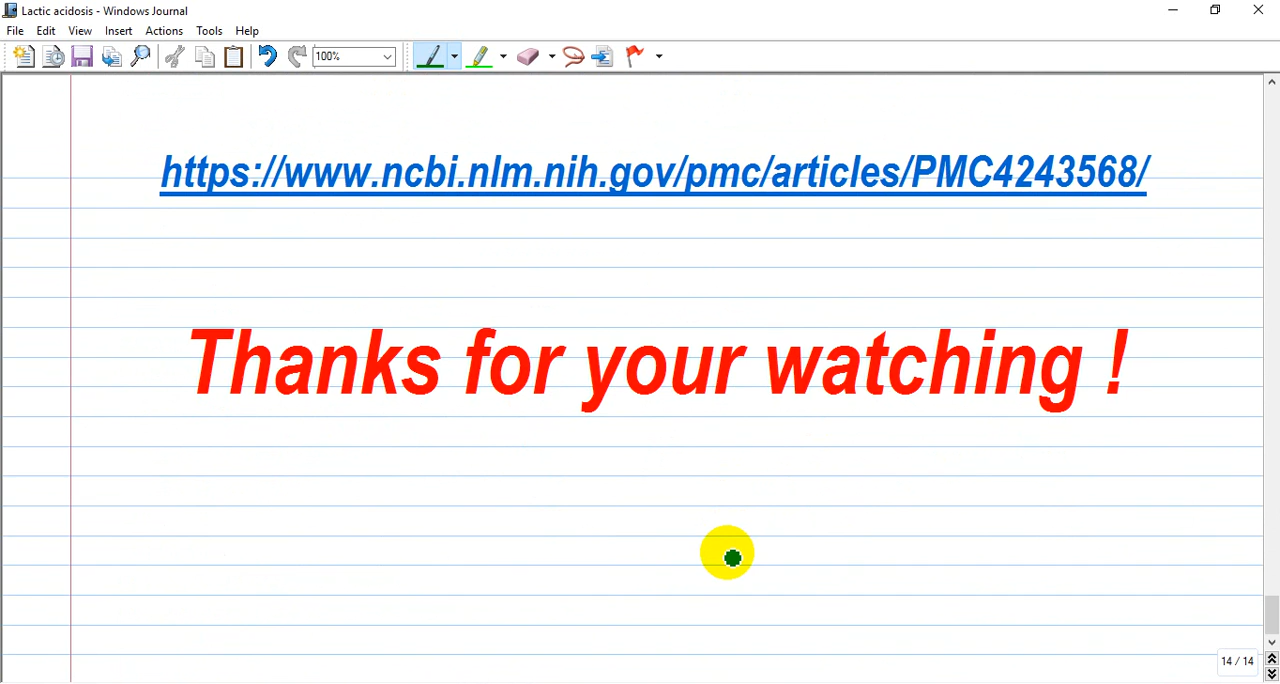 Lactic acidosis - Windows Journal
File Edit View Insert Actions Tools Help
100%
https://www.ncbi.nlm.nih.gov/pmc/articles/PMC4243568/
Thanks for your watching !
14 / 14